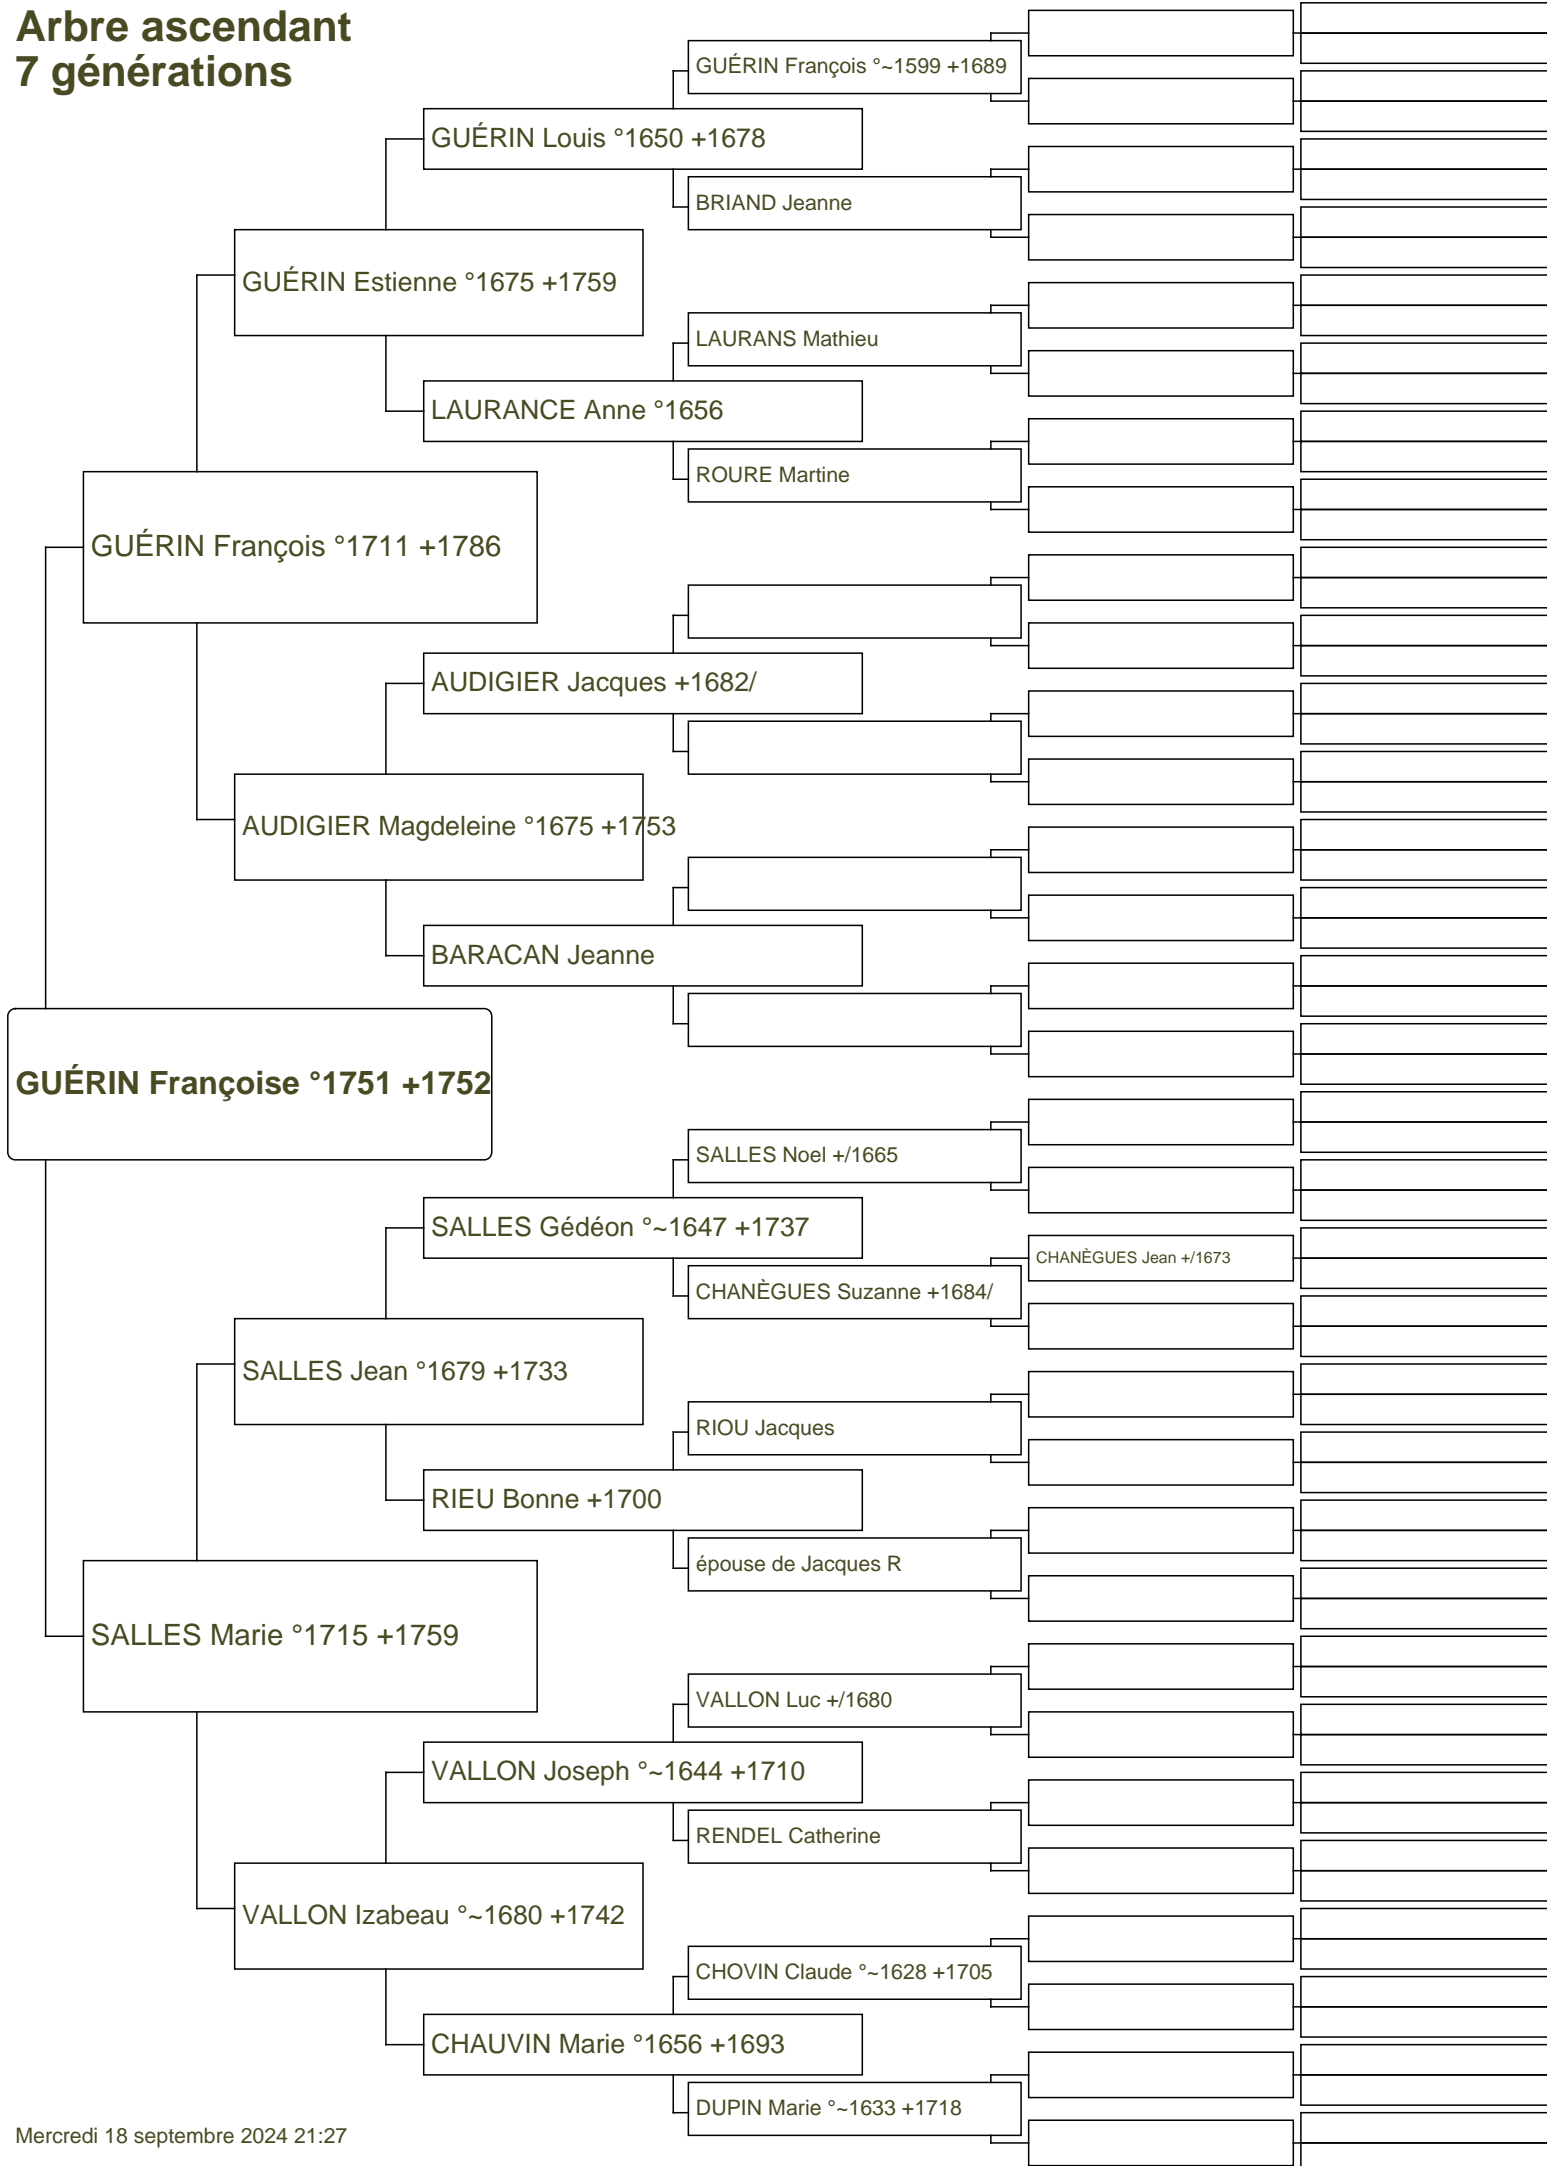 Arbre ascendant
7 générations
GUÉRIN François °~1599 +1689
GUÉRIN Louis °1650 +1678
BRIAND Jeanne
GUÉRIN Estienne °1675 +1759
LAURANS Mathieu
LAURANCE Anne °1656
ROURE Martine
GUÉRIN François °1711 +1786
AUDIGIER Jacques +1682/
AUDIGIER Magdeleine °1675 +1753
BARACAN Jeanne
GUÉRIN Françoise °1751 +1752
SALLES Noel +/1665
SALLES Gédéon °~1647 +1737
CHANÈGUES Jean +/1673
CHANÈGUES Suzanne +1684/
SALLES Jean °1679 +1733
RIOU Jacques
RIEU Bonne +1700
épouse de Jacques R
SALLES Marie °1715 +1759
VALLON Luc +/1680
VALLON Joseph °~1644 +1710
RENDEL Catherine
VALLON Izabeau °~1680 +1742
CHOVIN Claude °~1628 +1705
CHAUVIN Marie °1656 +1693
DUPIN Marie °~1633 +1718
Mercredi 18 septembre 2024 21:27